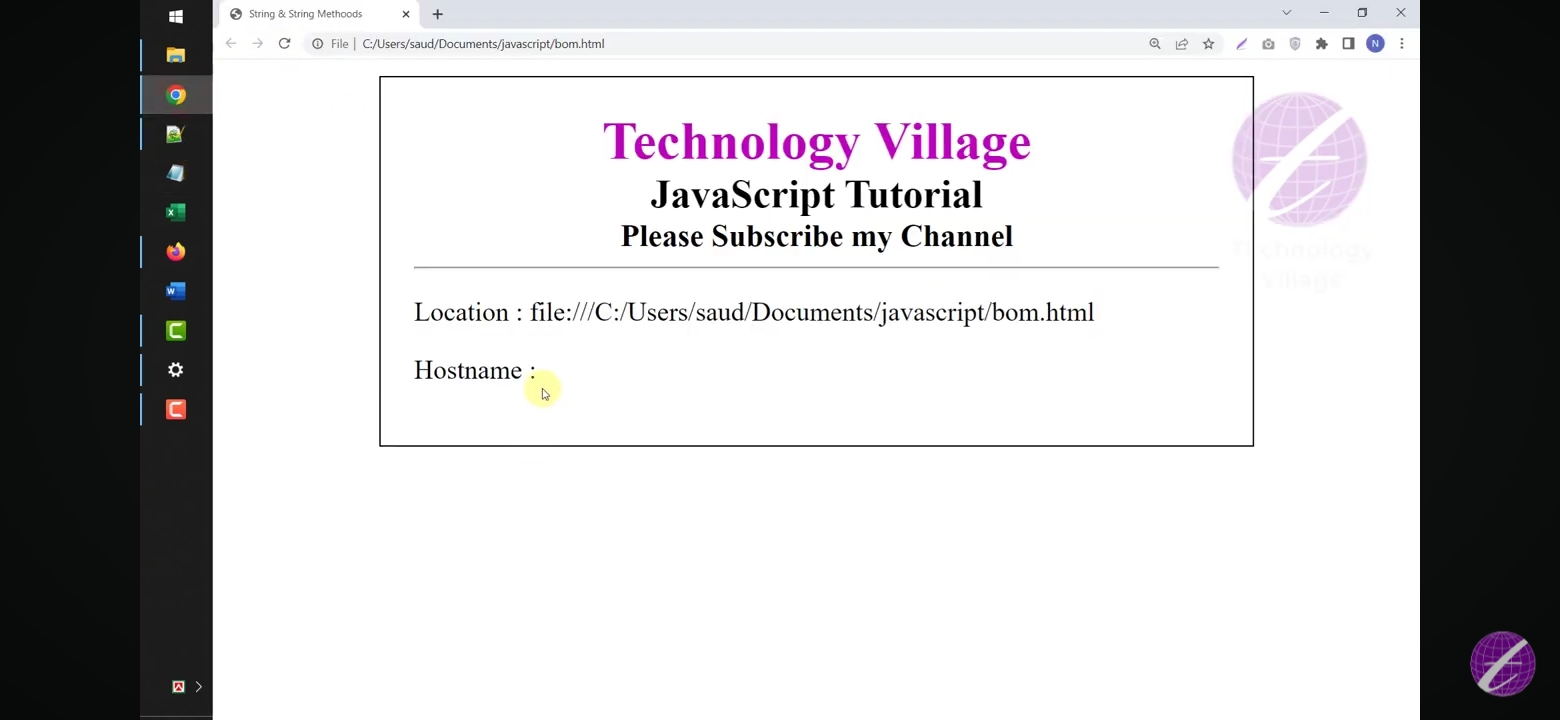 String & String Methoods
File
C:/Users/saud/Documents/javascript/bom.html
N
Technology Village
JavaScript Tutorial
Please Subscribe my Channel
Technology
Village
Location : file:///C:/Users/saud/Documents/javascript/bom.html
Hostname :